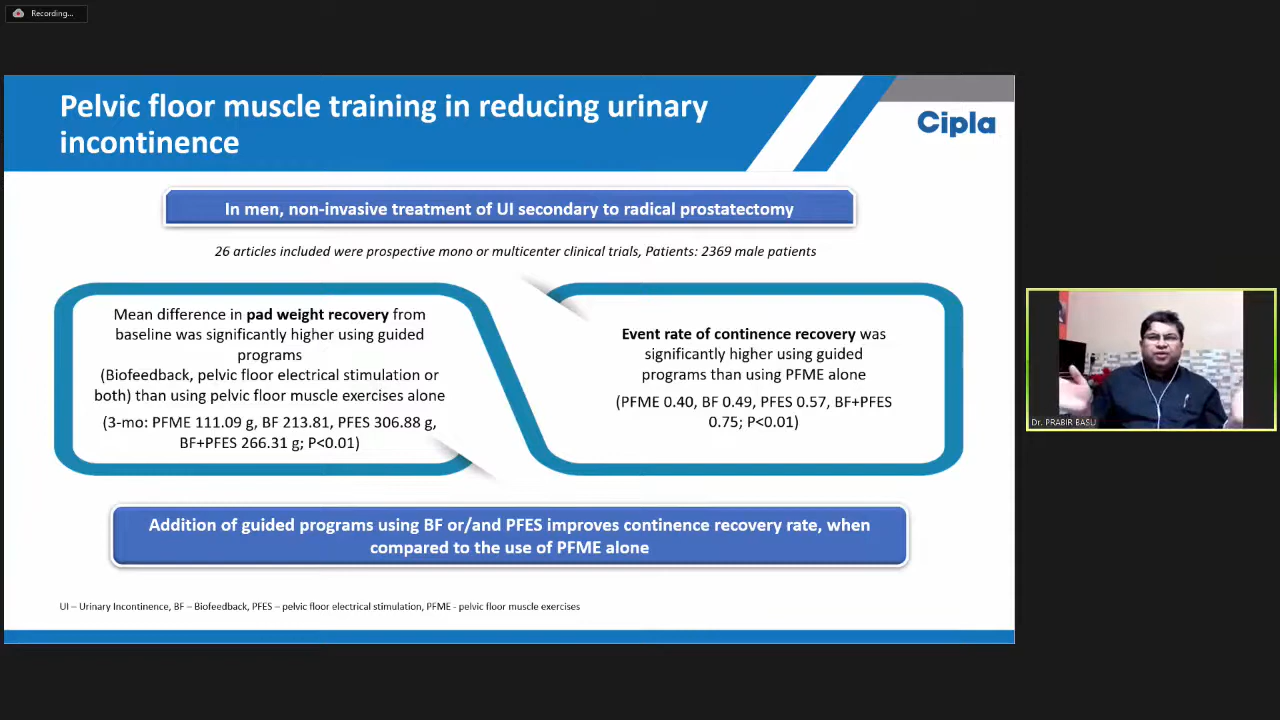 Recording...
Pelvic floor muscle training in reducing urinary
incontinence
Cipla
In men, non-invasive treatment of UI secondary to radical prostatectomy
26 articles included were prospective mono or multicenter clinical trials, Patients: 2369 male patients
Mean difference in pad weight recovery from
baseline was significantly higher using guided
programs
(Biofeedback, pelvic floor electrical stimulation or
both) than using pelvic floor muscle exercises alone
(3-mo: PFME 111.09 g, BF 213.81, PFES 306.88 g,
BF+PFES 266.31 g; P<0.01)
Event rate of continence recovery was
significantly higher using guided
programs than using PFME alone
(PFME 0.40, BF 0.49, PFES 0.57, BF+PFES
0.75; P<0.01)
Addition of guided programs using BF or/and PFES improves continence recovery rate, when
compared to the use of PFME alone
UI – Urinary Incontinence, BF – Biofeedback, PFES – pelvic floor electrical stimulation, PFME - pelvic floor muscle exercises
Dr. PRABIR BASU